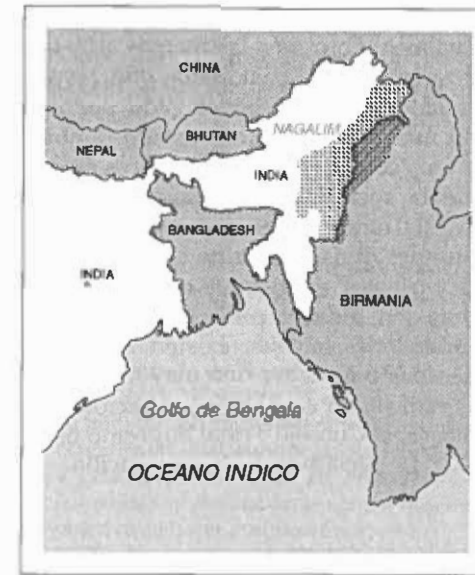 CHINA
NAGALIM
BHUTAN
NEPAL
INDIA
BANGLADESH
INDIA
BIRMANIA
Golfo de Bengala
OCEANO INDICO